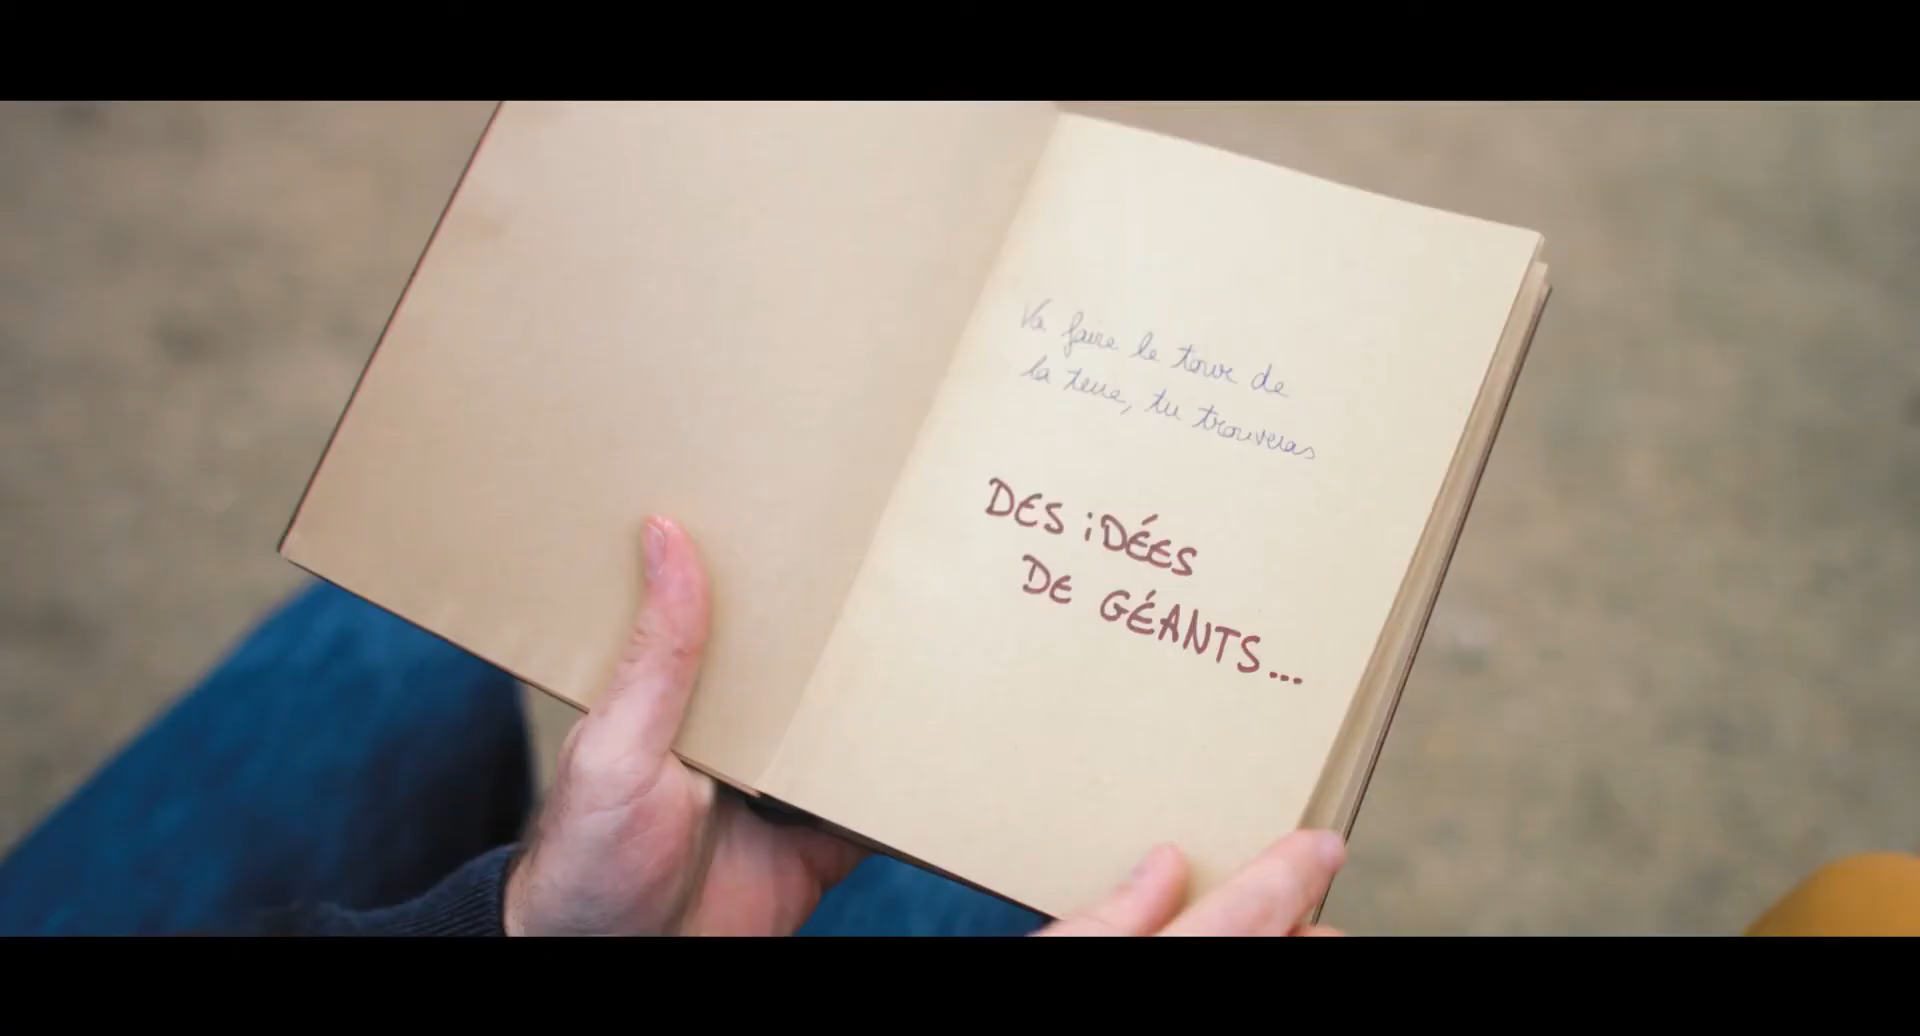 Va faire le tour de
la terre, tu trouveras
DES iDÉES
DE GÉANTS...